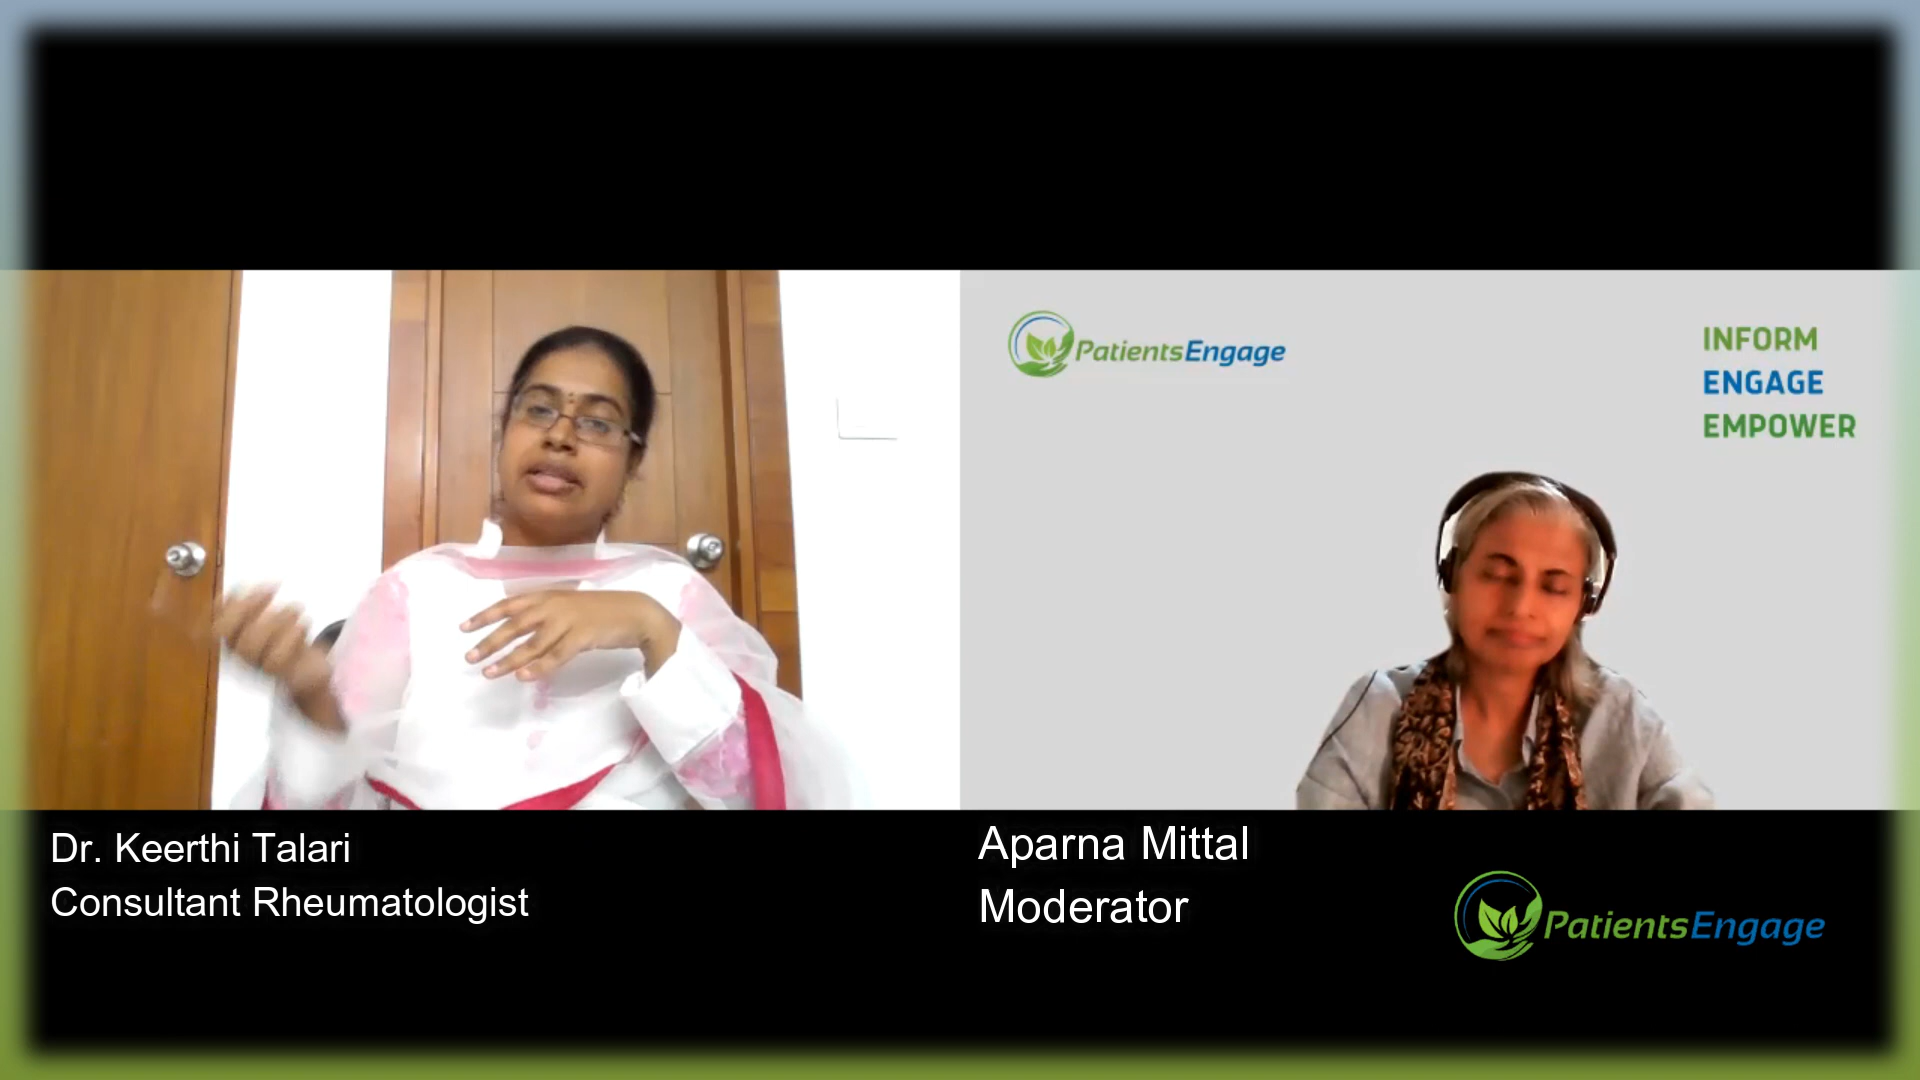 PatientsEngage
INFORM
ENGAGE
EMPOWER
Dr. Keerthi Talari
Consultant Rheumatologist
Aparna Mittal
Moderator
PatientsEngage